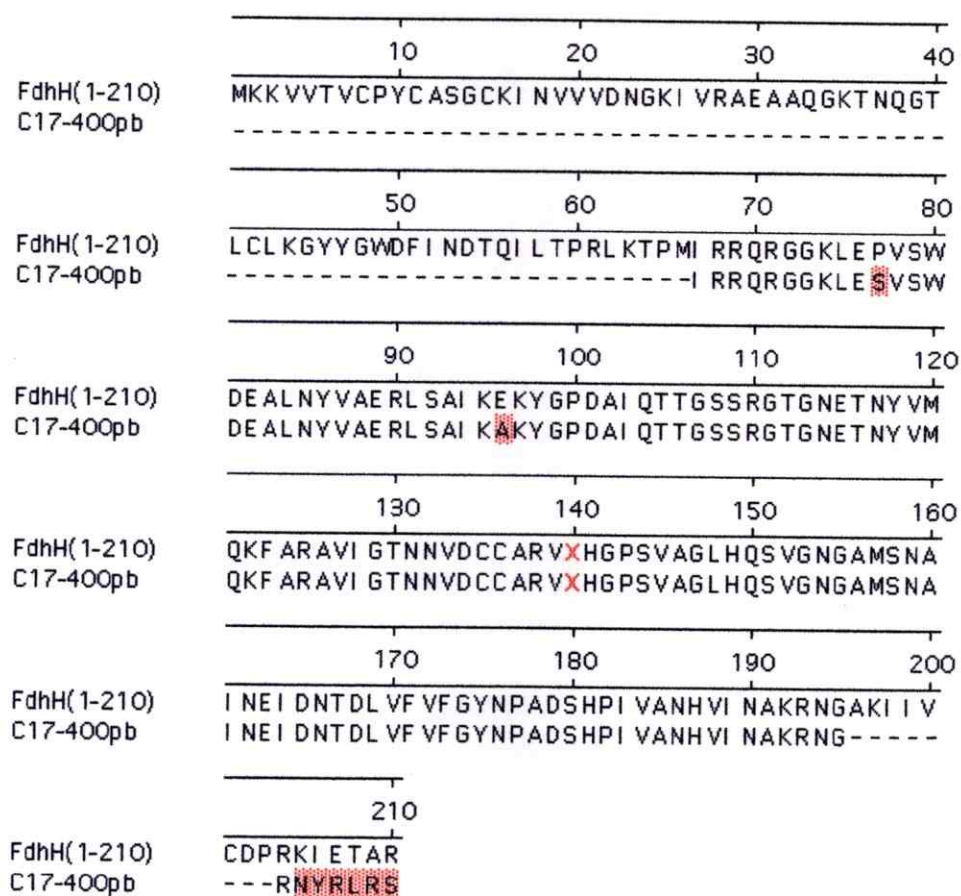 10 20 30 40
FdhH(1-210) MKKVVTVCPYCASGCKINVVVDNGKIVRAEAAQGKTNQGT
C17-400pb ----------------------------------------
50 60 70 80
FdhH(1-210) LCLKGYYGWDFINDTQILTPRLKTPMIRRQRGGKLEPVSW
C17-400pb --------------------------IRRQRGGKLESVSW
90 100 110 120
FdhH(1-210) DEALNYVAERLSAIKEKYGPDAIQTTGSSRGTGNETNYVM
C17-400pb DEALNYVAERLSAIKAKYGPDAIQTTGSSRGTGNETNYVM
130 140 150 160
FdhH(1-210) QKFARAVIGTNNVDCCARVXHGPSVAGLHQSVGNGAMSNA
C17-400pb QKFARAVIGTNNVDCCARVXHGPSVAGLHQSVGNGAMSNA
170 180 190 200
FdhH(1-210) INEIDNTDLVFVFGYNPADSHPIVANHVINAKRNGAKIIV
C17-400pb INEIDNTDLVFVFGYNPADSHPIVANHVINAKRNG-----
210
FdhH(1-210) CDPRKIETAR
C17-400pb ---RNYRLRS